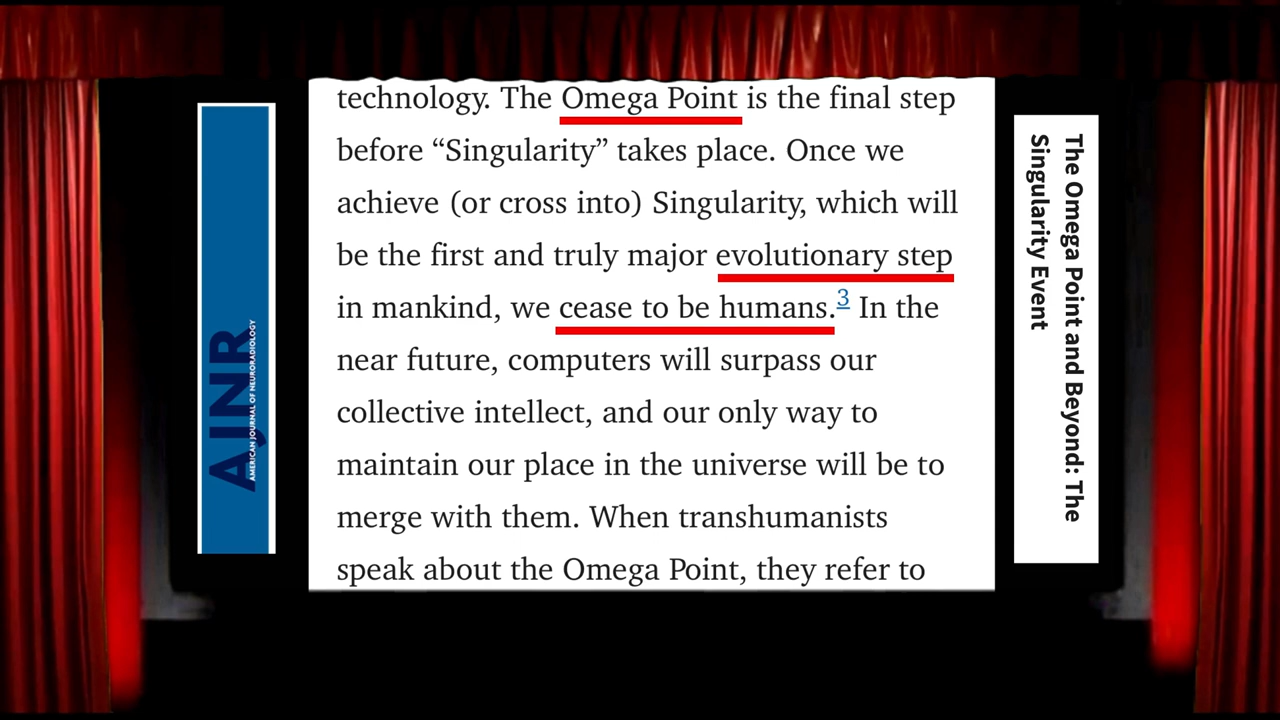 AJNR
AMERICAN JOURNAL OF NEURORADIOLOGY
technology. The Omega Point is the final step
before “Singularity” takes place. Once we
achieve (or cross into) Singularity, which will
be the first and truly major evolutionary step
in mankind, we cease to be humans.3 In the
near future, computers will surpass our
collective intellect, and our only way to
maintain our place in the universe will be to
merge with them. When transhumanists
speak about the Omega Point, they refer to
The Omega Point and Beyond: The
Singularity Event